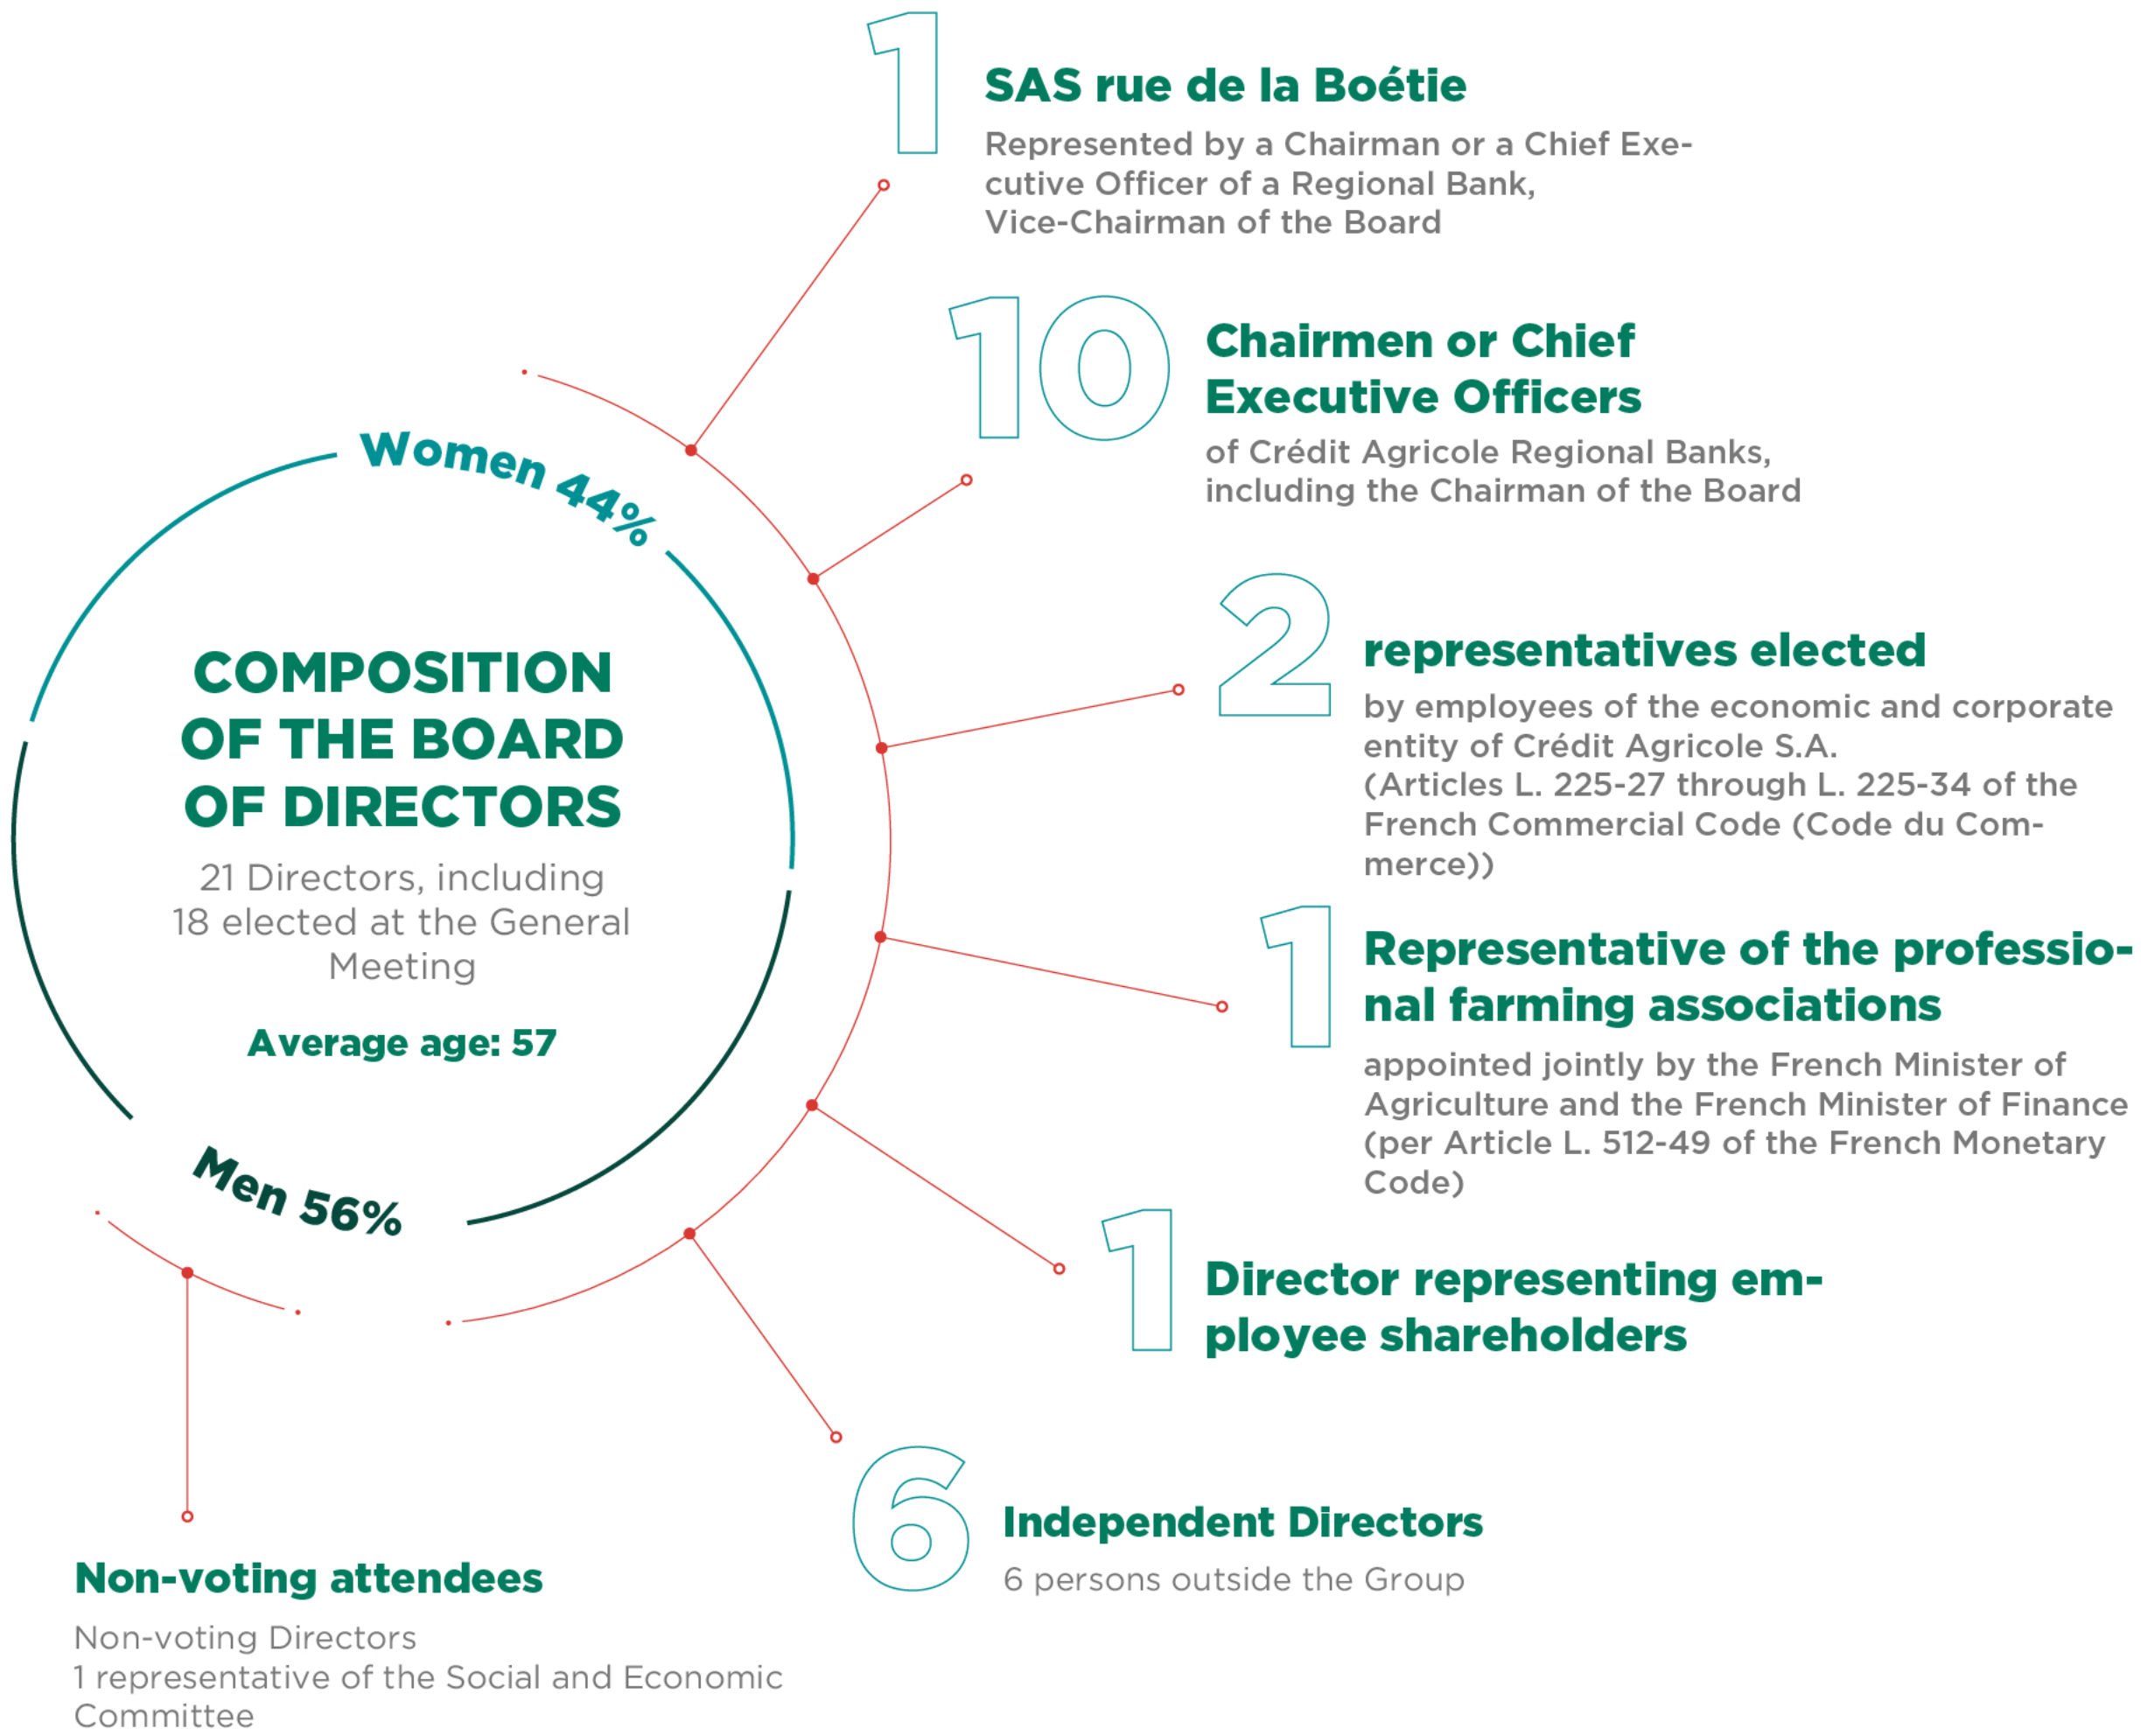 Women 44%
COMPOSITION
OF THE BOARD
OF DIRECTORS
21 Directors, including
18 elected at the General
Meeting
Average age: 57
Men 56%
1
SAS rue de la Boétie
Represented by a Chairman or a Chief Exe-
cutive Officer of a Regional Bank,
Vice-Chairman of the Board
10
Chairmen or Chief
Executive Officers
of Crédit Agricole Regional Banks,
including the Chairman of the Board
2
representatives elected
by employees of the economic and corporate
entity of Crédit Agricole S.A.
(Articles L. 225-27 through L. 225-34 of the
French Commercial Code (Code du Com-
merce))
1
Representative of the professio-
nal farming associations
appointed jointly by the French Minister of
Agriculture and the French Minister of Finance
(per Article L. 512-49 of the French Monetary
Code)
1
Director representing em-
ployee shareholders
6
Independent Directors
6 persons outside the Group
Non-voting attendees
Non-voting Directors
1 representative of the Social and Economic
Committee